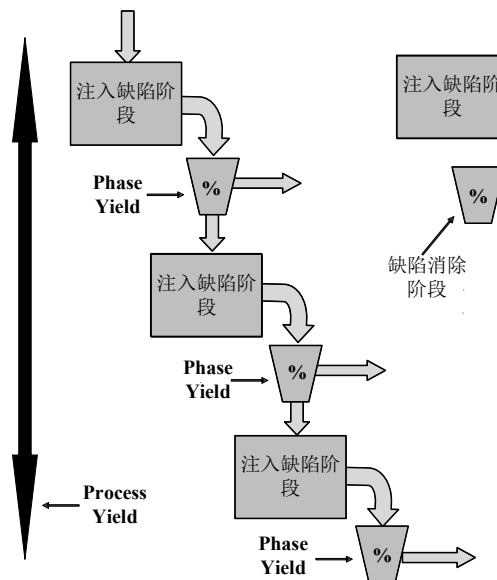 注入缺陷阶
段
注入缺陷阶
段
Phase
Yield
%
%
缺陷消除
阶段
注入缺陷阶
段
Phase
Yield
%
注入缺陷阶
段
Process
Yield
Phase
Yield
%